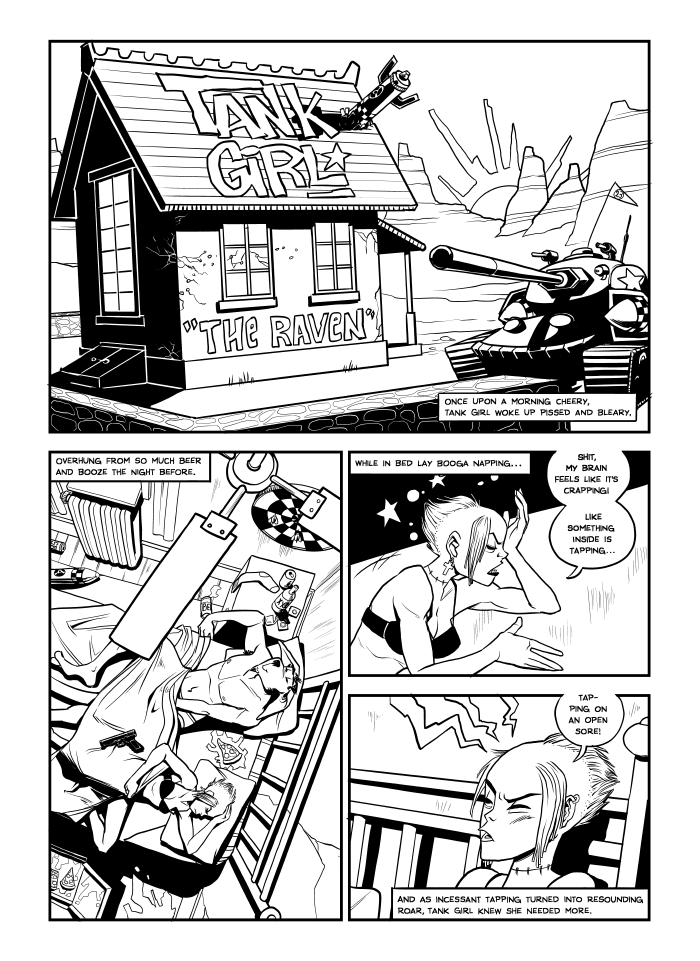 TANK
GIRL
"THE RAVEN"
23
ONCE UPON A MORNING CHEERY,
TANK GIRL WOKE UP PISSED AND BLEARY.
OVERHUNG FROM SO MUCH BEER
AND BOOZE THE NIGHT BEFORE.
BE
WHILE IN BED LAY BOOGA NAPPING...
SHIT,
MY BRAIN
FEELS LIKE IT'S
CRAPPING!
LIKE
SOMETHING
INSIDE IS
TAPPING...
TAP-
PING ON
AN OPEN
SORE!
AND AS INCESSANT TAPPING TURNED INTO RESOUNDING
ROAR, TANK GIRL KNEW SHE NEEDED MORE.